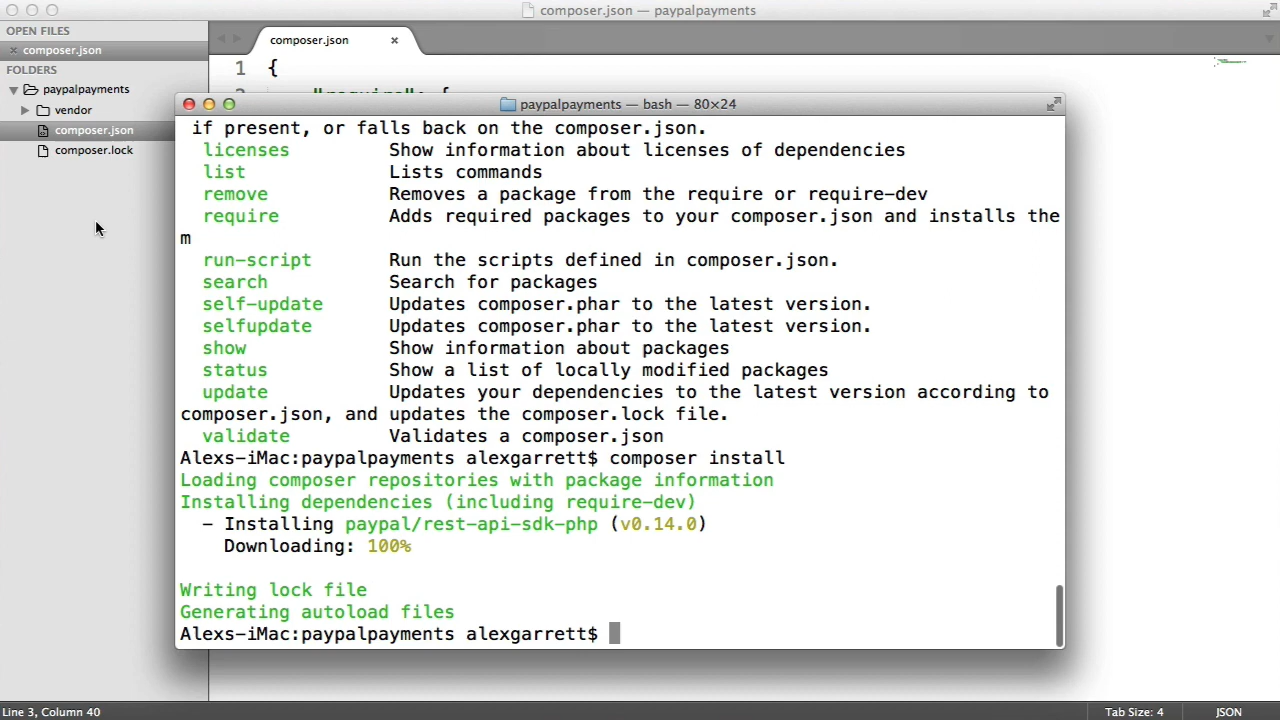 composer.json — paypalpayments
OPEN FILES
× composer.json
FOLDERS
paypalpayments
vendor
composer.json
composer.lock
composer.json ×
1 {
paypalpayments — bash — 80×24
if present, or falls back on the composer.json.
licenses Show information about licenses of dependencies
list Lists commands
remove Removes a package from the require or require-dev
require Adds required packages to your composer.json and installs the
m
run-script Run the scripts defined in composer.json.
search Search for packages
self-update Updates composer.phar to the latest version.
selfupdate Updates composer.phar to the latest version.
show Show information about packages
status Show a list of locally modified packages
update Updates your dependencies to the latest version according to
composer.json, and updates the composer.lock file.
validate Validates a composer.json
Alexs-iMac:paypalpayments alexgarrett$ composer install
Loading composer repositories with package information
Installing dependencies (including require-dev)
- Installing paypal/rest-api-sdk-php (v0.14.0)
Downloading: 100%
Writing lock file
Generating autoload files
Alexs-iMac:paypalpayments alexgarrett$
Line 3, Column 40
Tab Size: 4
JSON